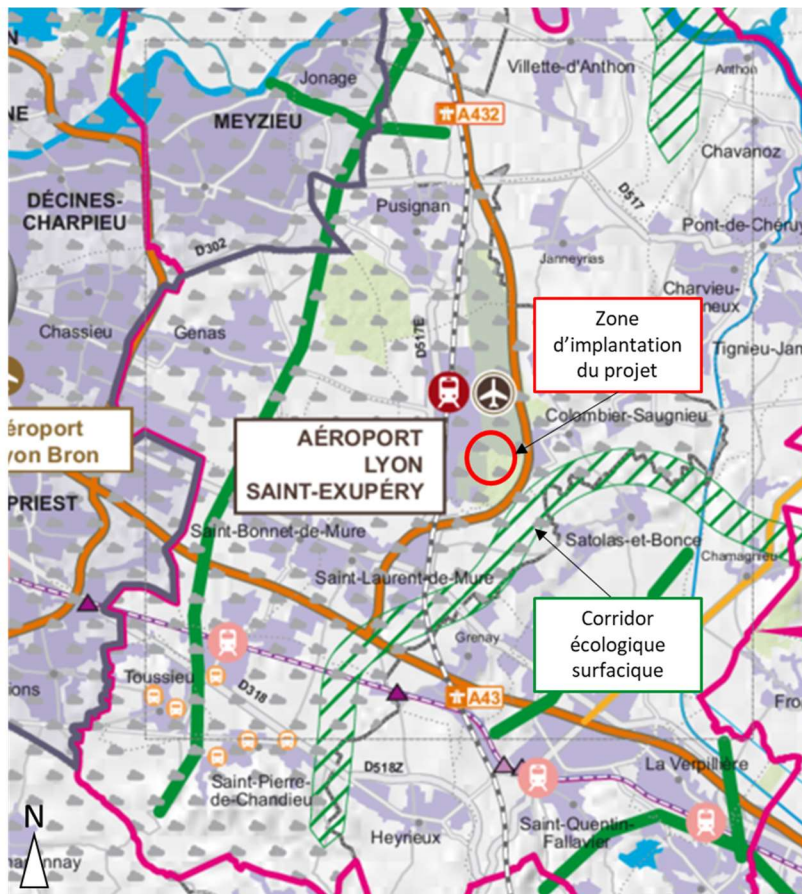 Jonage
Villette-d'Anthon
Anthon
MEYZIEU
A432
Chavanoz
DÉCINES-
CHARPIEU
Pusignan
D517
Pont-de-Chéruy
D302
Janneyrias
Charvieu-
neux
Chassieu
Genas
D517E
Zone
d'implantation
du projet
Tignieu-Jam
éroport
yon Bron
AÉROPORT
LYON
SAINT-EXUPÉRY
Colombier-Saugnieu
PRIEST
Saint-Bonnet-de-Mure
Satolas-et-Bonce
Chamagnieu
Saint-Laurent-de-Mure
Grenay
Corridor
écologique
surfacique
Toussieu
ions
D318
A43
Fro
Saint-Pierre-
de-Chandieu
D518Z
La Verpillière
Heyrieux
Saint-Quentin-
Fallavier
N